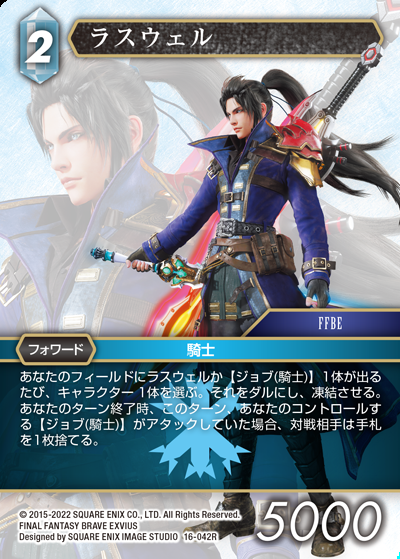 2
ラスウェル
FFBE
フォワード
騎士
あなたのフィールドにラスウェルか【ジョブ(騎士)】1体が出る
たび、キャラクター1体を選ぶ。それをダルにし、凍結させる。
あなたのターン終了時、このターン、あなたのコントロールす
る【ジョブ(騎士)】がアタックしていた場合、対戦相手は手札
を1枚捨てる。
© 2015-2022 SQUARE ENIX CO., LTD. All Rights Reserved.
FINAL FANTASY BRAVE EXVIUS
Designed by SQUARE ENIX IMAGE STUDIO 16-042R
5000